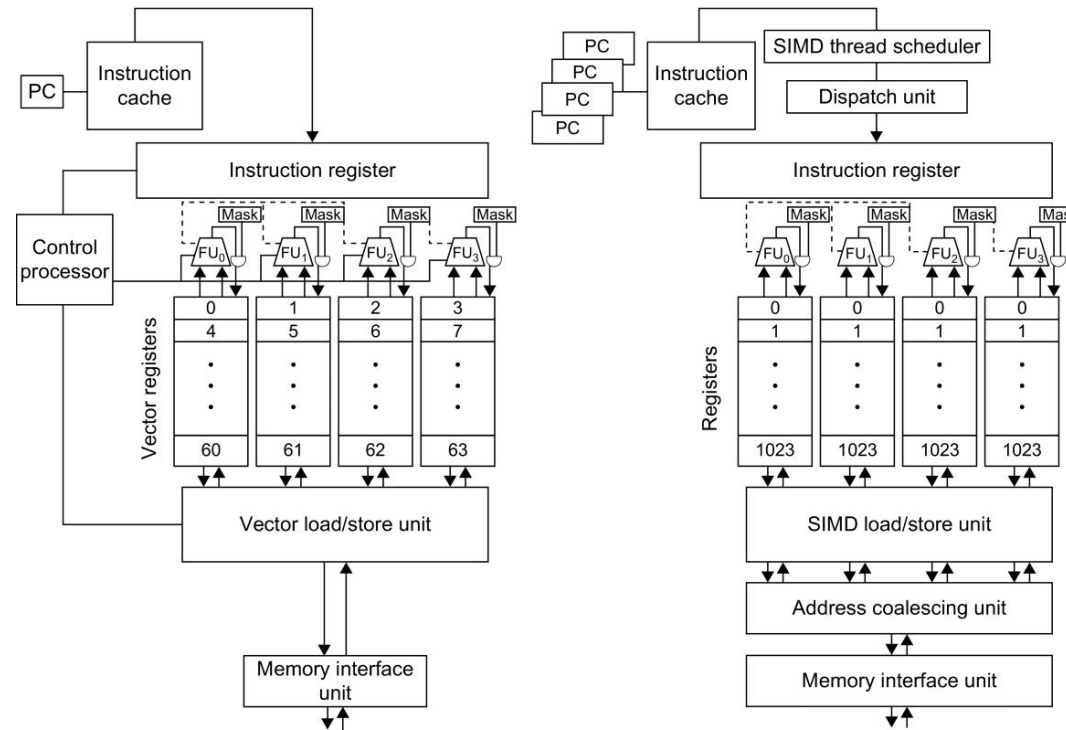 PC
Instruction
cache
Instruction register
Control
processor
Mask
Mask
Mask
Mask
FU0
FU1
FU2
FU3
Vector registers
0 1 2 3
4 5 6 7
60 61 62 63
Vector load/store unit
Memory interface
unit
PC
PC
PC
PC
Instruction
cache
SIMD thread scheduler
Dispatch unit
Instruction register
Mask
Mask
Mask
Mas
FU0
FU1
FU2
FU3
Registers
0 0 0 0
1 1 1 1
1023 1023 1023 1023
SIMD load/store unit
Address coalescing unit
Memory interface unit